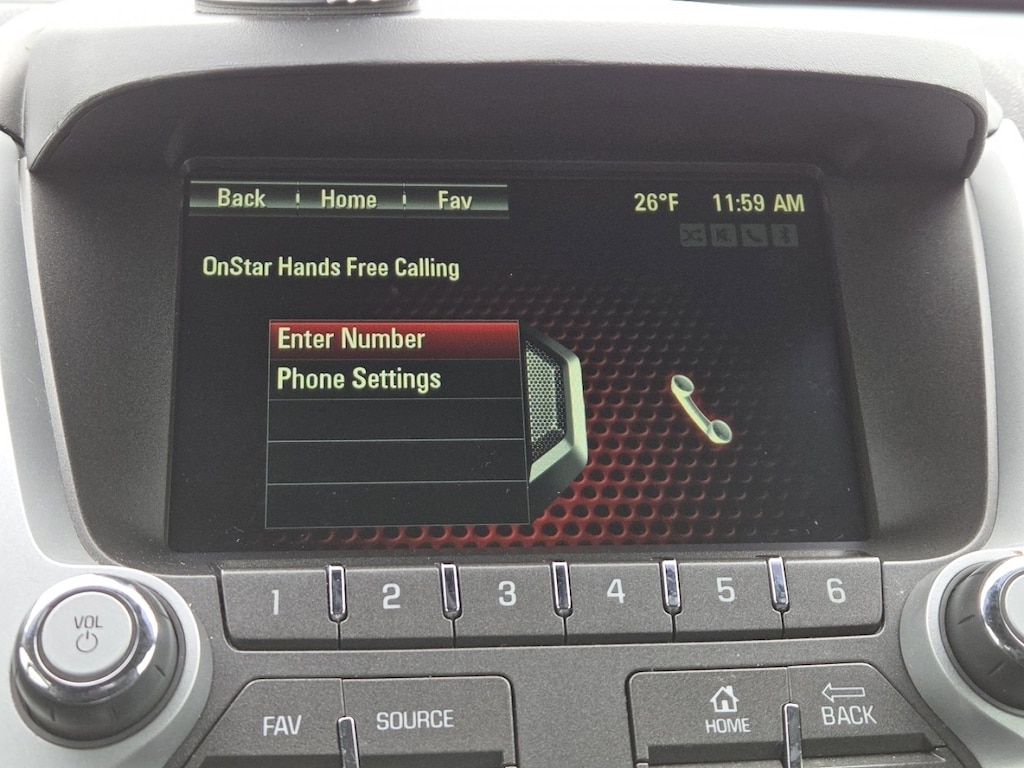 Back Home Fav 26°F 11:59 AM
OnStar Hands Free Calling
Enter Number
Phone Settings
1 2 3 4 5 6
VOL
FAV SOURCE HOME BACK